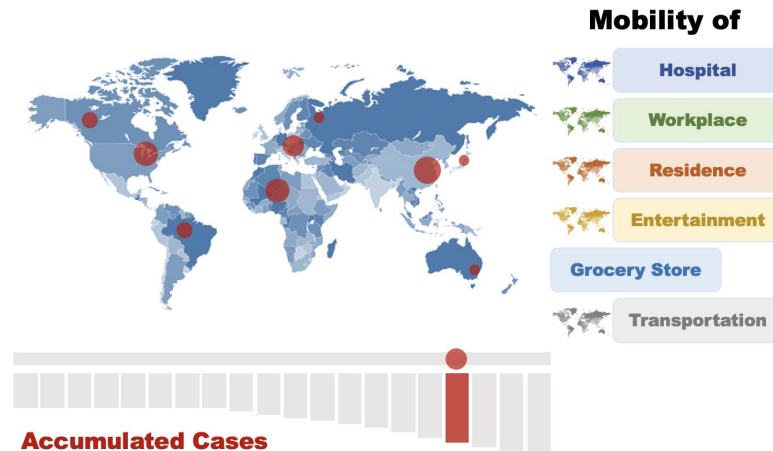 Mobility of
Hospital
Workplace
Residence
Entertainment
Grocery Store
Transportation
Accumulated Cases